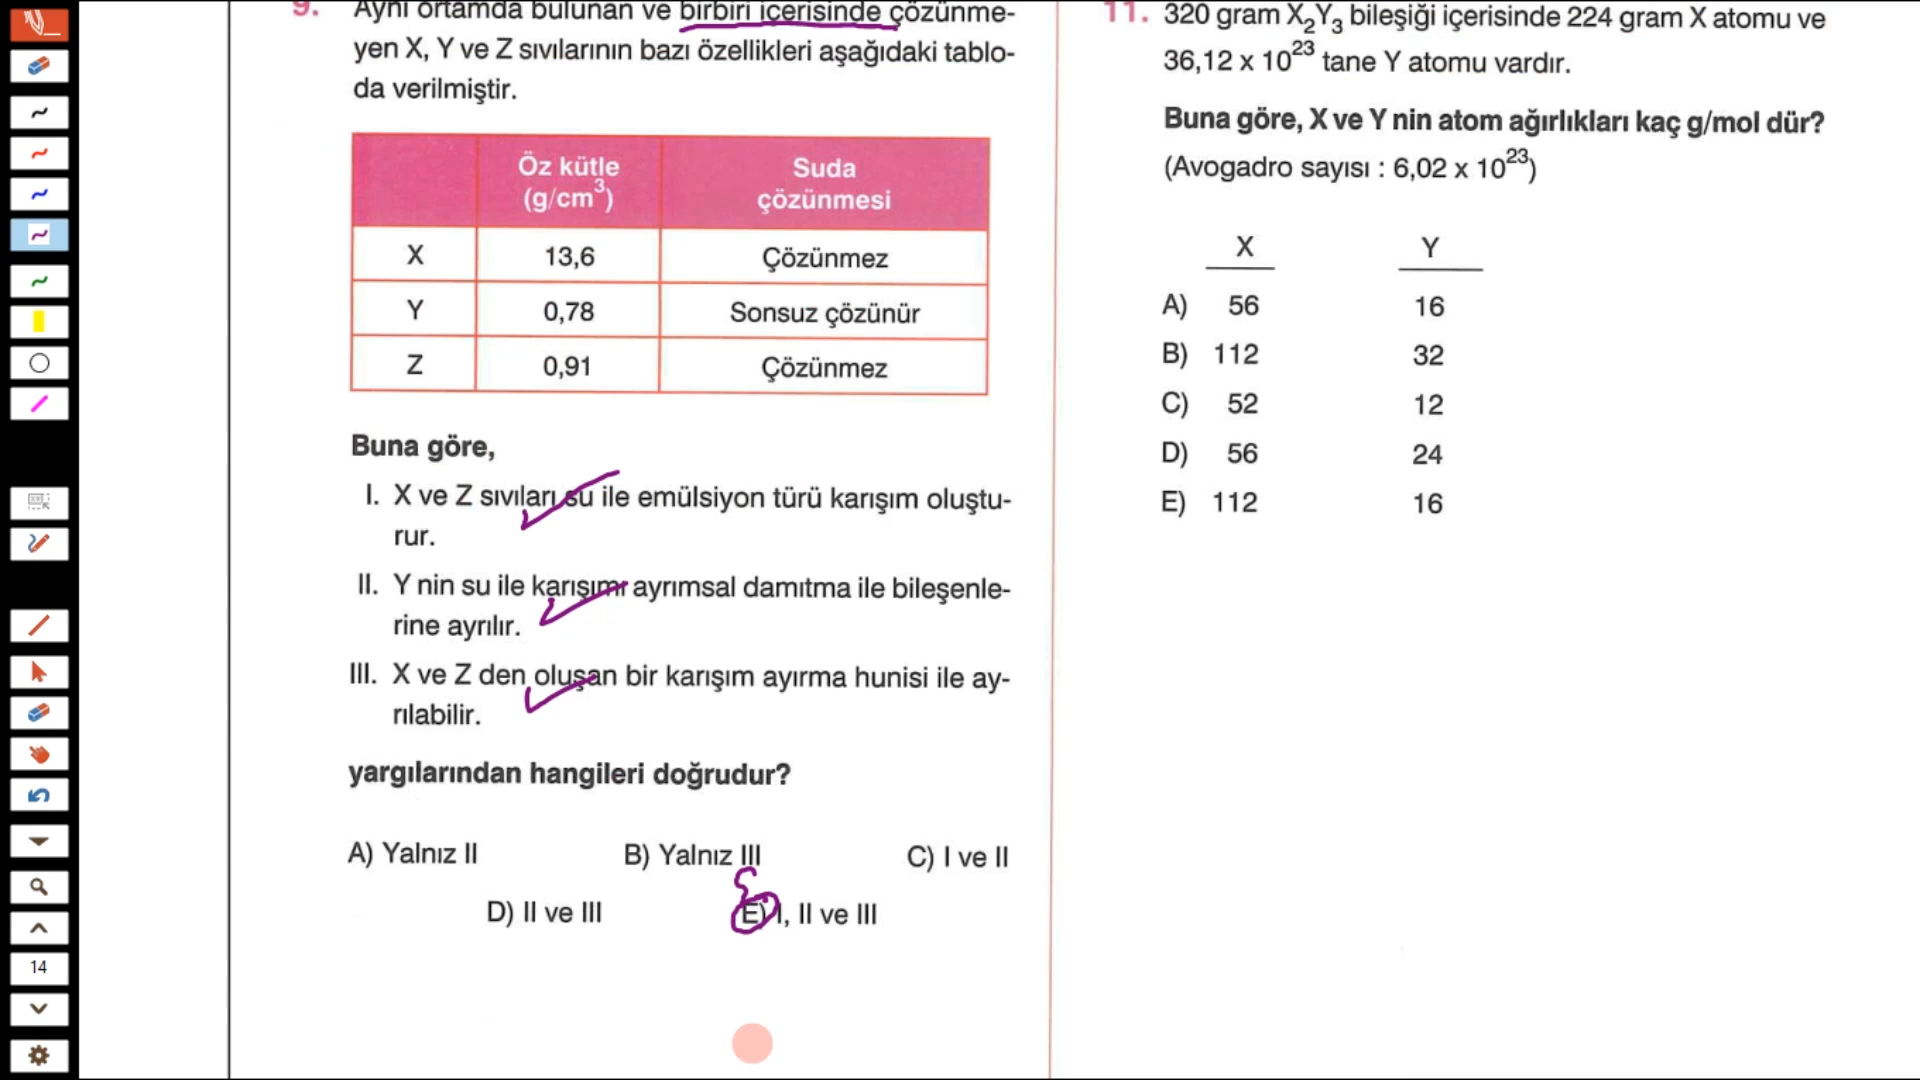 9. Aynı ortamda bulunan ve birbiri içerisinde çözünme-
yen X, Y ve Z sıvılarının bazı özellikleri aşağıdaki tablo-
da verilmiştir.
Öz kütle (g/cm³) Suda çözünmesi
X 13,6 Çözünmez
Y 0,78 Sonsuz çözünür
Z 0,91 Çözünmez
Buna göre,
I. X ve Z sıvıları su ile emülsiyon türü karışım oluştu-
rur.
II. Y nin su ile karışımı ayrımsal damıtma ile bileşenle-
rine ayrılır.
III. X ve Z den oluşan bir karışım ayırma hunisi ile ay-
rılabilir.
yargılarından hangileri doğrudur?
A) Yalnız II B) Yalnız III C) I ve II
D) II ve III E) I, II ve III
11. 320 gram X₂Y₃ bileşiği içerisinde 224 gram X atomu ve
36,12 x 10²³ tane Y atomu vardır.
Buna göre, X ve Y nin atom ağırlıkları kaç g/mol dür?
(Avogadro sayısı : 6,02 x 10²³)
X Y
A) 56 16
B) 112 32
C) 52 12
D) 56 24
E) 112 16
14